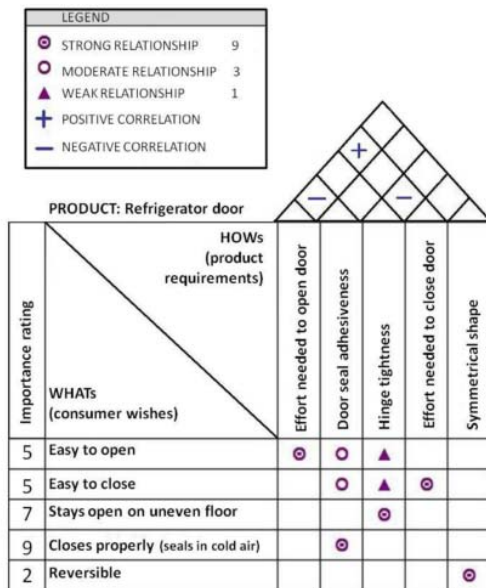 LEGEND
STRONG RELATIONSHIP 9
MODERATE RELATIONSHIP 3
WEAK RELATIONSHIP 1
+ POSITIVE CORRELATION
− NEGATIVE CORRELATION
+
− −
PRODUCT: Refrigerator door
HOWs
(product
requirements)
Importance rating
WHATs
(consumer wishes)
Effort needed to open door
Door seal adhesiveness
Hinge tightness
Effort needed to close door
Symmetrical shape
5 Easy to open
5 Easy to close
7 Stays open on uneven floor
9 Closes properly (seals in cold air)
2 Reversible